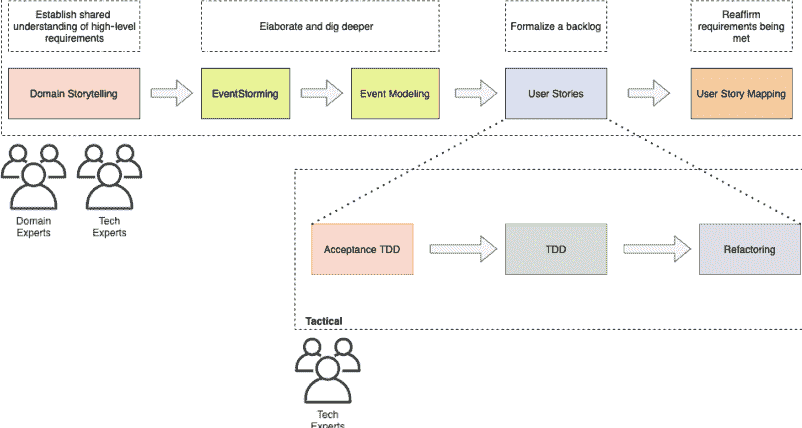 Establish shared
understanding of high-level
requirements
Elaborate and dig deeper
Formalize a backlog
Reaffirm
requirements being
met
Domain Storytelling
EventStorming
Event Modeling
User Stories
User Story Mapping
Domain
Experts
Tech
Experts
Acceptance TDD
TDD
Refactoring
Tactical
Tech
Experts